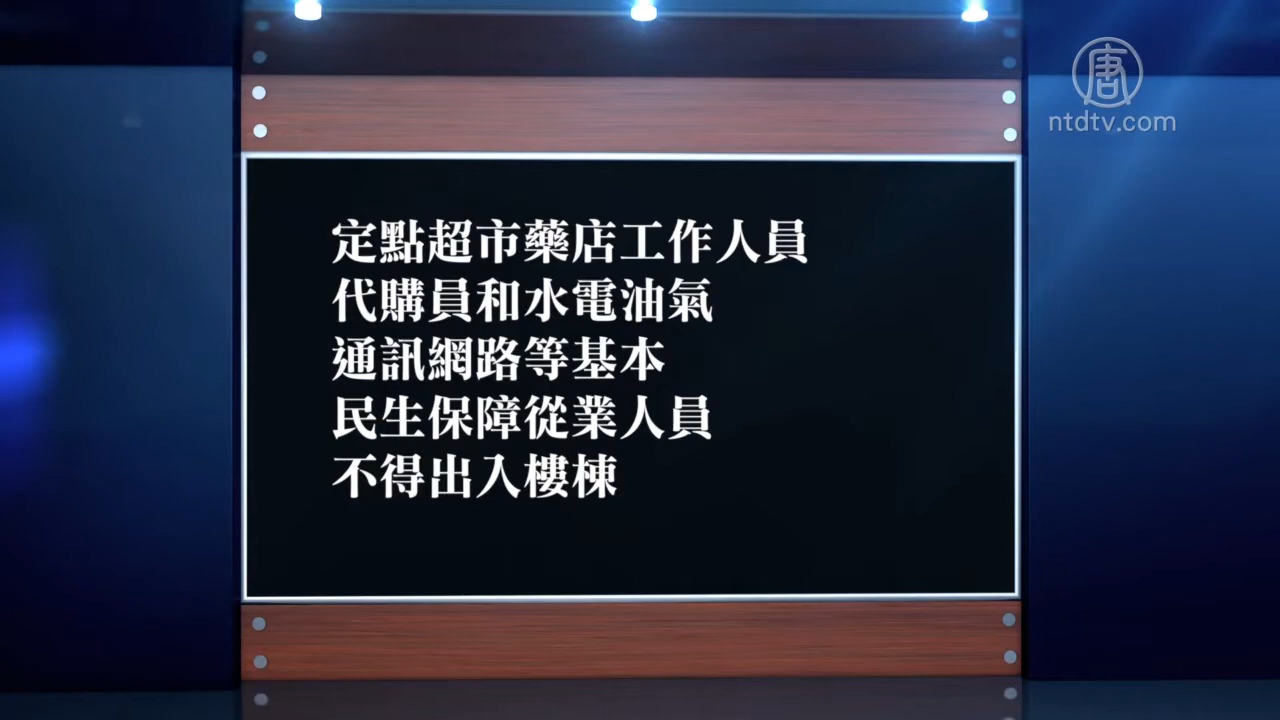 唐
ntdtv.com
定點超市藥店工作人員
代購員和水電油氣
通訊網路等基本
民生保障從業人員
不得出入樓棟